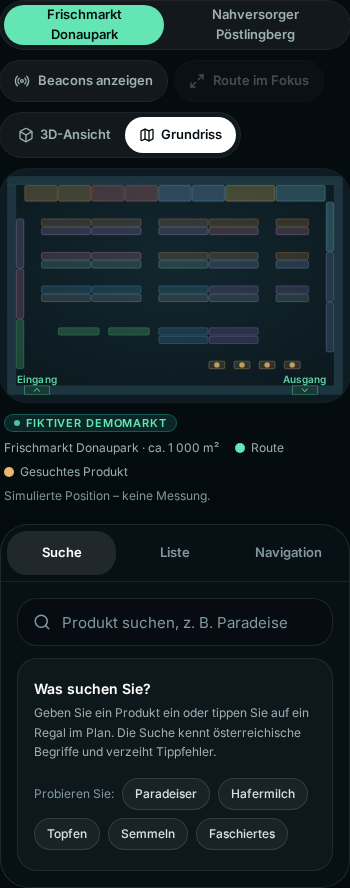 Frischmarkt
Donaupark
Nahversorger
Pöstlingberg
Beacons anzeigen
Route im Fokus
3D-Ansicht
Grundriss
Eingang
Ausgang
FIKTIVER DEMOMARKT
Frischmarkt Donaupark · ca. 1 000 m²
Route
Gesuchtes Produkt
Simulierte Position – keine Messung.
Suche
Liste
Navigation
Produkt suchen, z. B. Paradeise
Was suchen Sie?
Geben Sie ein Produkt ein oder tippen Sie auf ein
Regal im Plan. Die Suche kennt österreichische
Begriffe und verzeiht Tippfehler.
Probieren Sie:
Paradeiser
Hafermilch
Topfen
Semmeln
Faschiertes